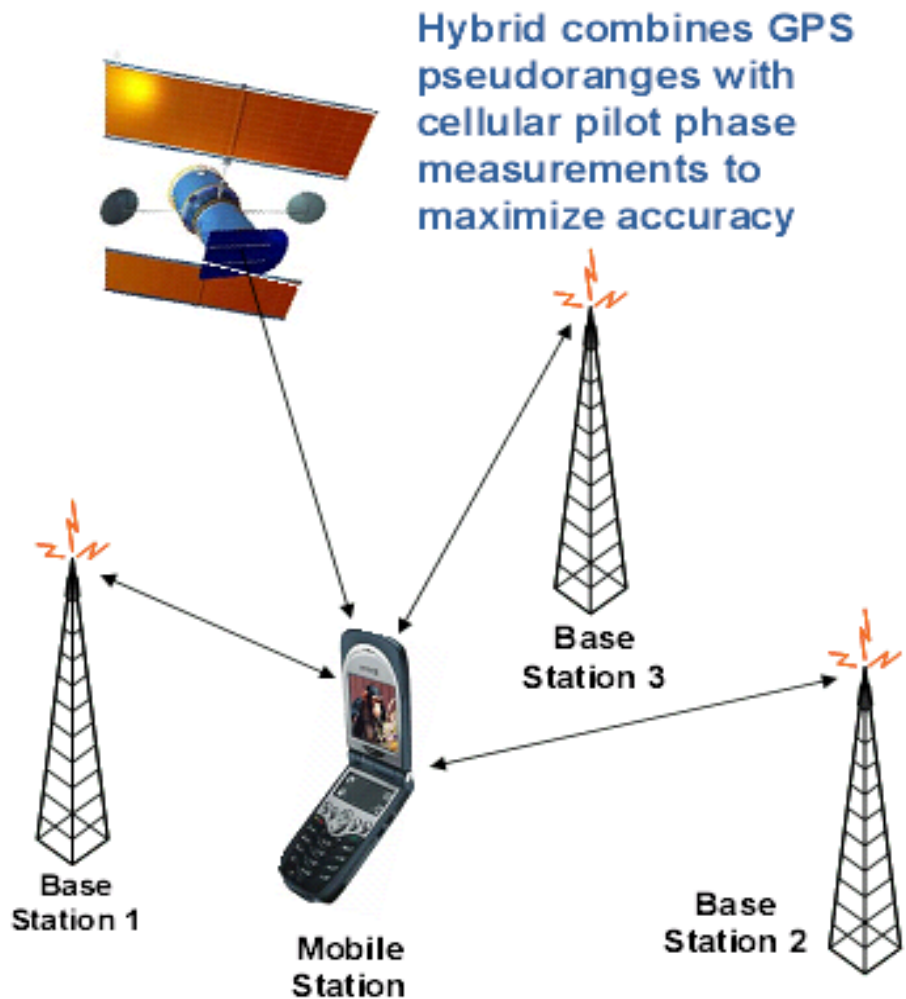 Hybrid combines GPS
pseudoranges with
cellular pilot phase
measurements to
maximize accuracy
Base
Station 3
Base
Station 1
Base
Station 2
Mobile
Station